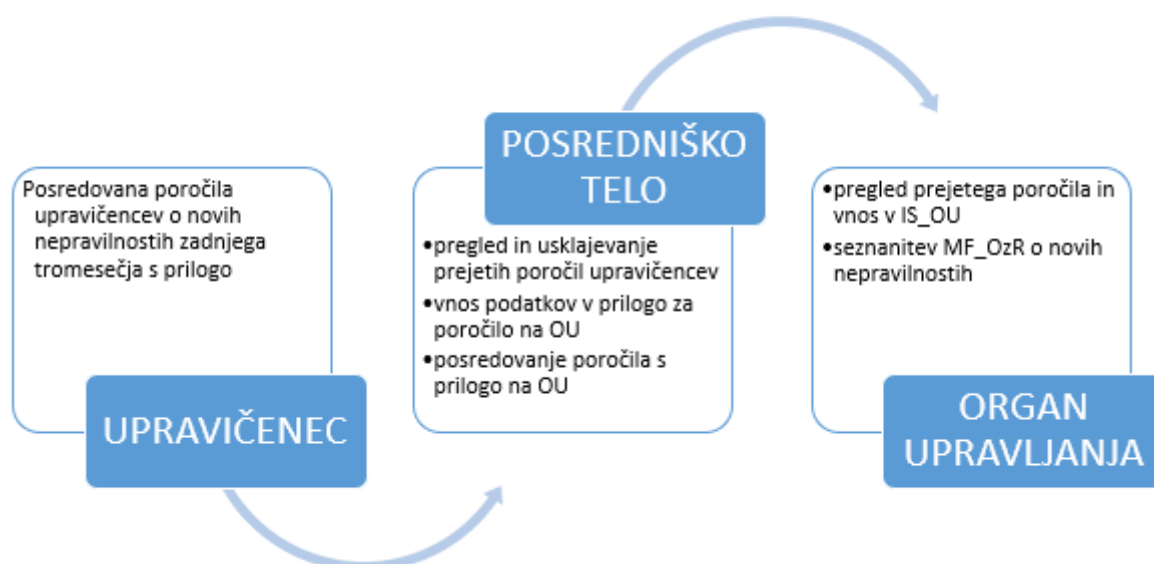 Posredovana poročila
upravičencev o novih
nepravilnostih zadnjega
tromesečja s prilogo
UPRAVIČENEC
POSREDNIŠKO
TELO
•pregled in usklajevanje
prejetih poročil upravičencev
•vnos podatkov v prilogo za
poročilo na OU
•posredovanje poročila s
prilogo na OU
•pregled prejetega poročila in
vnos v IS_OU
•seznanitev MF_OzR o novih
nepravilnostih
ORGAN
UPRAVLJANJA